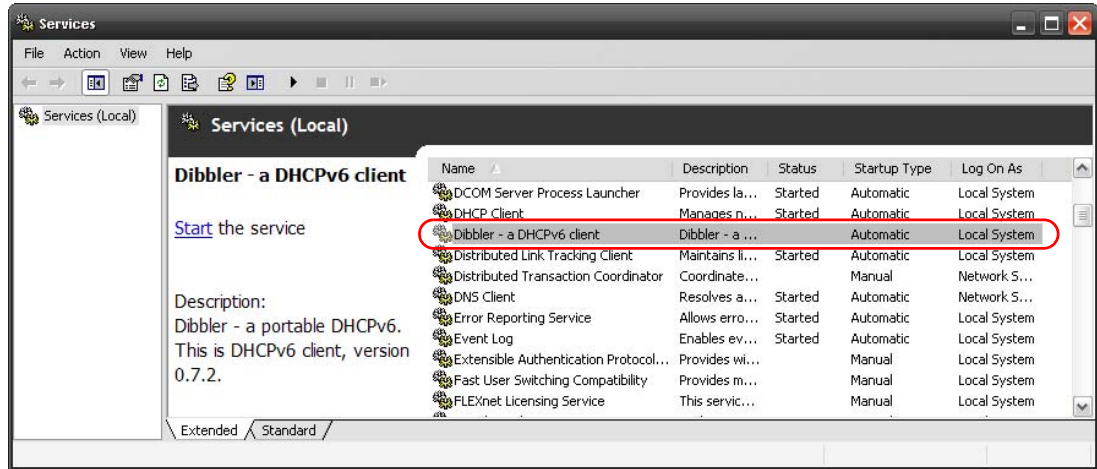 Services
File Action View Help
Services (Local)
Services (Local)
Dibbler - a DHCPv6 client
Start the service
Description:
Dibbler - a portable DHCPv6.
This is DHCPv6 client, version
0.7.2.
Name Description Status Startup Type Log On As
DCOM Server Process Launcher Provides la... Started Automatic Local System
DHCP Client Manages n... Started Automatic Local System
Dibbler - a DHCPv6 client Dibbler - a ... Automatic Local System
Distributed Link Tracking Client Maintains li... Started Automatic Local System
Distributed Transaction Coordinator Coordinate... Manual Network S...
DNS Client Resolves a... Started Automatic Network S...
Error Reporting Service Allows erro... Started Automatic Local System
Event Log Enables ev... Started Automatic Local System
Extensible Authentication Protocol... Provides wi... Manual Local System
Fast User Switching Compatibility Provides m... Manual Local System
FLEXnet Licensing Service This servic... Manual Local System
Extended Standard